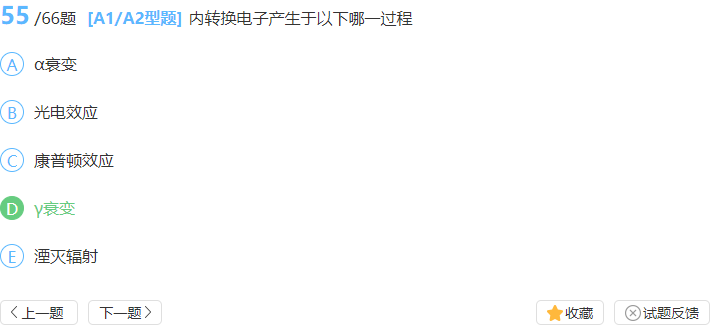 55 /66题 [A1/A2型题] 内转换电子产生于以下哪一过程
A α衰变
B 光电效应
C 康普顿效应
D γ衰变
E 湮灭辐射
上一题 下一题 收藏 试题反馈